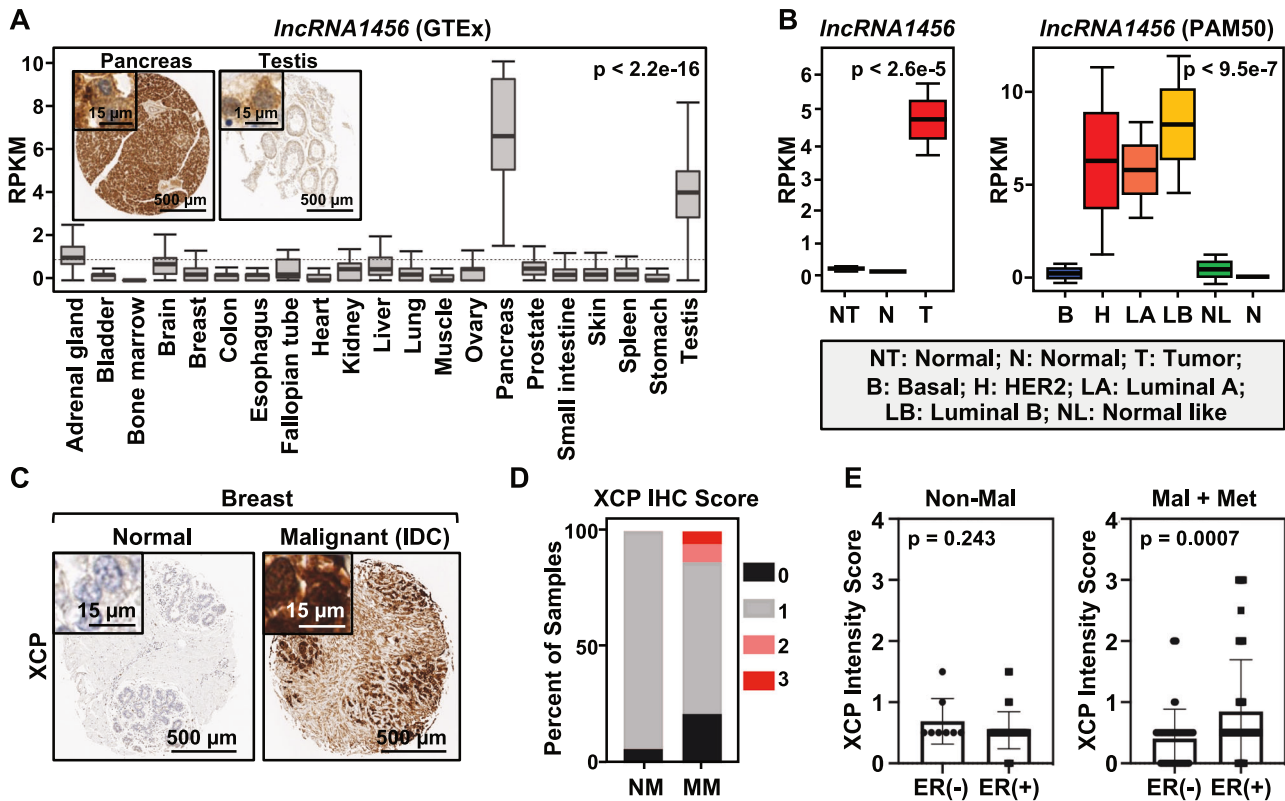 A
lncRNA1456 (GTEx)
RPKM
10
8
6
4
2
0
Pancreas
15 µm
500 µm
Testis
15 µm
500 µm
p < 2.2e-16
Adrenal gland
Bladder
Bone marrow
Brain
Breast
Colon
Esophagus
Fallopian tube
Heart
Kidney
Liver
Lung
Muscle
Ovary
Pancreas
Prostate
Small intestine
Skin
Spleen
Stomach
Testis
B
lncRNA1456
RPKM
6
5
4
3
2
1
0
p < 2.6e-5
NT N T
lncRNA1456 (PAM50)
RPKM
10
5
0
p < 9.5e-7
B H LA LB NL N
NT: Normal; N: Normal; T: Tumor;
B: Basal; H: HER2; LA: Luminal A;
LB: Luminal B; NL: Normal like
C
Breast
Normal
Malignant (IDC)
XCP
15 µm
500 µm
15 µm
500 µm
D
XCP IHC Score
Percent of Samples
100
50
0
NM MM
0
1
2
3
E
Non-Mal
XCP Intensity Score
4
3
2
1
0
p = 0.243
ER(-) ER(+)
Mal + Met
XCP Intensity Score
4
3
2
1
0
p = 0.0007
ER(-) ER(+)